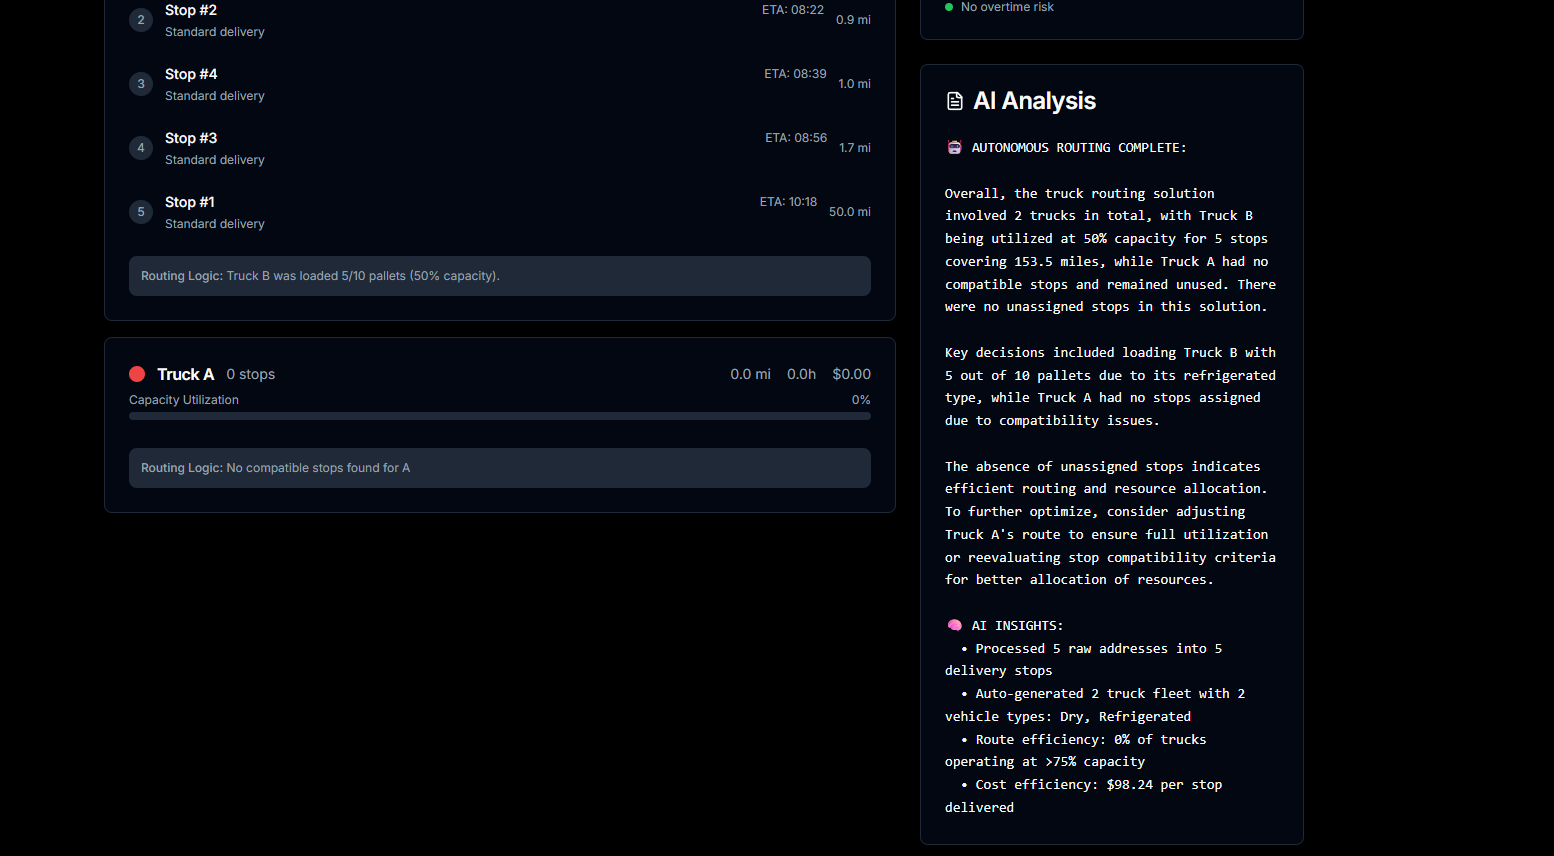 2
Stop #2
Standard delivery
ETA: 08:22
0.9 mi
3
Stop #4
Standard delivery
ETA: 08:39
1.0 mi
4
Stop #3
Standard delivery
ETA: 08:56
1.7 mi
5
Stop #1
Standard delivery
ETA: 10:18
50.0 mi
Routing Logic: Truck B was loaded 5/10 pallets (50% capacity).
Truck A 0 stops
0.0 mi 0.0h $0.00
Capacity Utilization
0%
Routing Logic: No compatible stops found for A
No overtime risk
AI Analysis
AUTONOMOUS ROUTING COMPLETE:
Overall, the truck routing solution
involved 2 trucks in total, with Truck B
being utilized at 50% capacity for 5 stops
covering 153.5 miles, while Truck A had no
compatible stops and remained unused. There
were no unassigned stops in this solution.
Key decisions included loading Truck B with
5 out of 10 pallets due to its refrigerated
type, while Truck A had no stops assigned
due to compatibility issues.
The absence of unassigned stops indicates
efficient routing and resource allocation.
To further optimize, consider adjusting
Truck A's route to ensure full utilization
or reevaluating stop compatibility criteria
for better allocation of resources.
AI INSIGHTS:
• Processed 5 raw addresses into 5
delivery stops
• Auto-generated 2 truck fleet with 2
vehicle types: Dry, Refrigerated
• Route efficiency: 0% of trucks
operating at >75% capacity
• Cost efficiency: $98.24 per stop
delivered